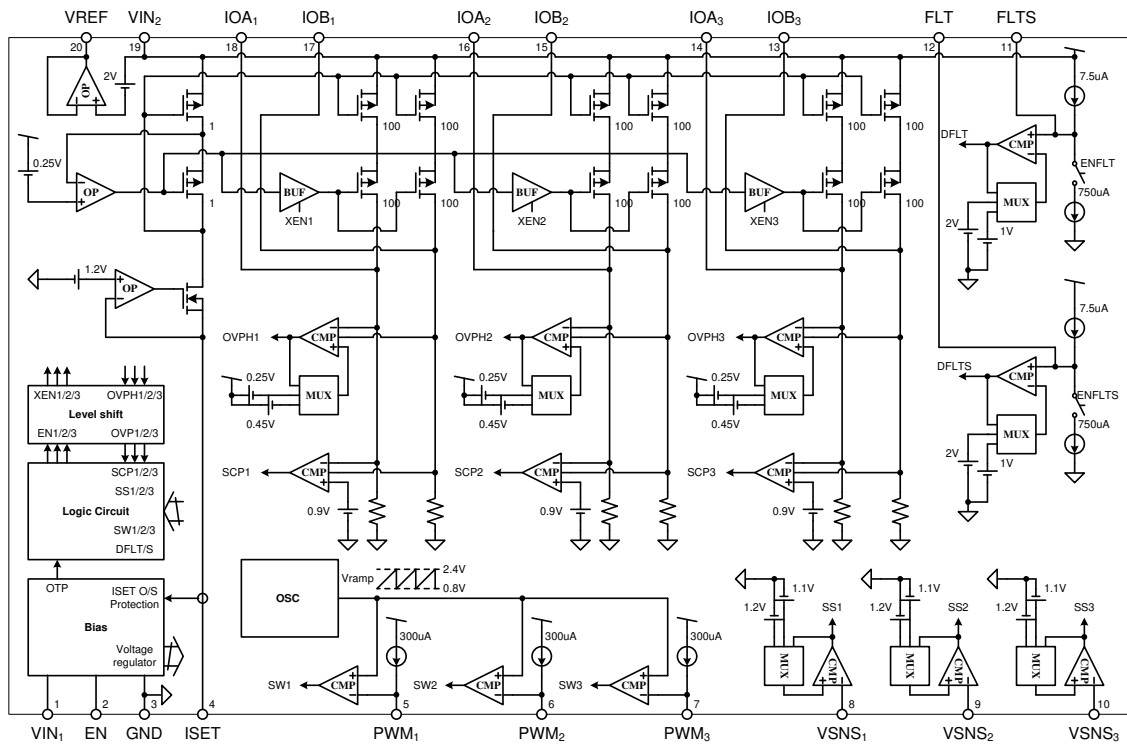 VREF VIN2 IOA1 IOB1 IOA2 IOB2 IOA3 IOB3 FLT FLTS
20 19 18 17 16 15 14 13 12 11
OP 2V 7.5uA
1 100 100 100 100 100 100
DFLT CMP
0.25V ENFLT
OP BUF BUF BUF MUX 750uA
1 XEN1 100 100 XEN2 100 100 XEN3 100 100
2V 1V
1.2V OP
7.5uA
OVPH1 CMP OVPH2 CMP OVPH3 CMP
DFLTS CMP
0.25V MUX 0.25V MUX 0.25V MUX
0.45V 0.45V 0.45V
ENFLTS
MUX 750uA
2V 1V
XEN1/2/3 OVPH1/2/3
Level shift
EN1/2/3 OVP1/2/3
SCP1 CMP SCP2 CMP SCP3 CMP
0.9V 0.9V 0.9V
SCP1/2/3
SS1/2/3
Logic Circuit
SW1/2/3
DFLT/S
OTP
ISET O/S
Protection
Bias
Voltage
regulator
OSC Vramp 2.4V
0.8V
300uA 300uA 300uA
SW1 CMP SW2 CMP SW3 CMP
1.1V 1.1V 1.1V
1.2V SS1 1.2V SS2 1.2V SS3
MUX CMP MUX CMP MUX CMP
1 2 3 4 5 6 7 8 9 10
VIN1 EN GND ISET PWM1 PWM2 PWM3 VSNS1 VSNS2 VSNS3